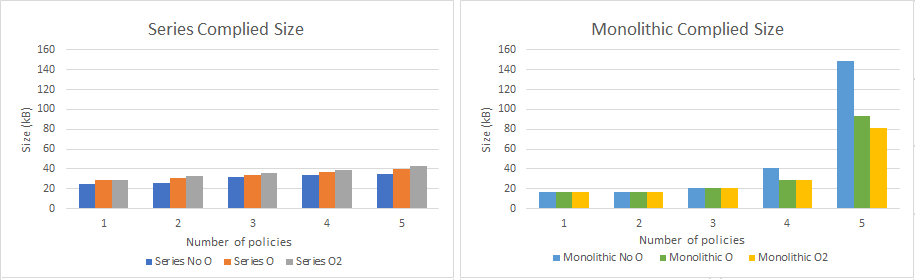 Series Complied Size
160
140
120
100
80
60
40
20
0
Size (kB)
1 2 3 4 5
Number of policies
Series No O Series O Series O2
Monolithic Complied Size
160
140
120
100
80
60
40
20
0
Size (kB)
1 2 3 4 5
Number of policies
Monolithic No O Monolithic O Monolithic O2